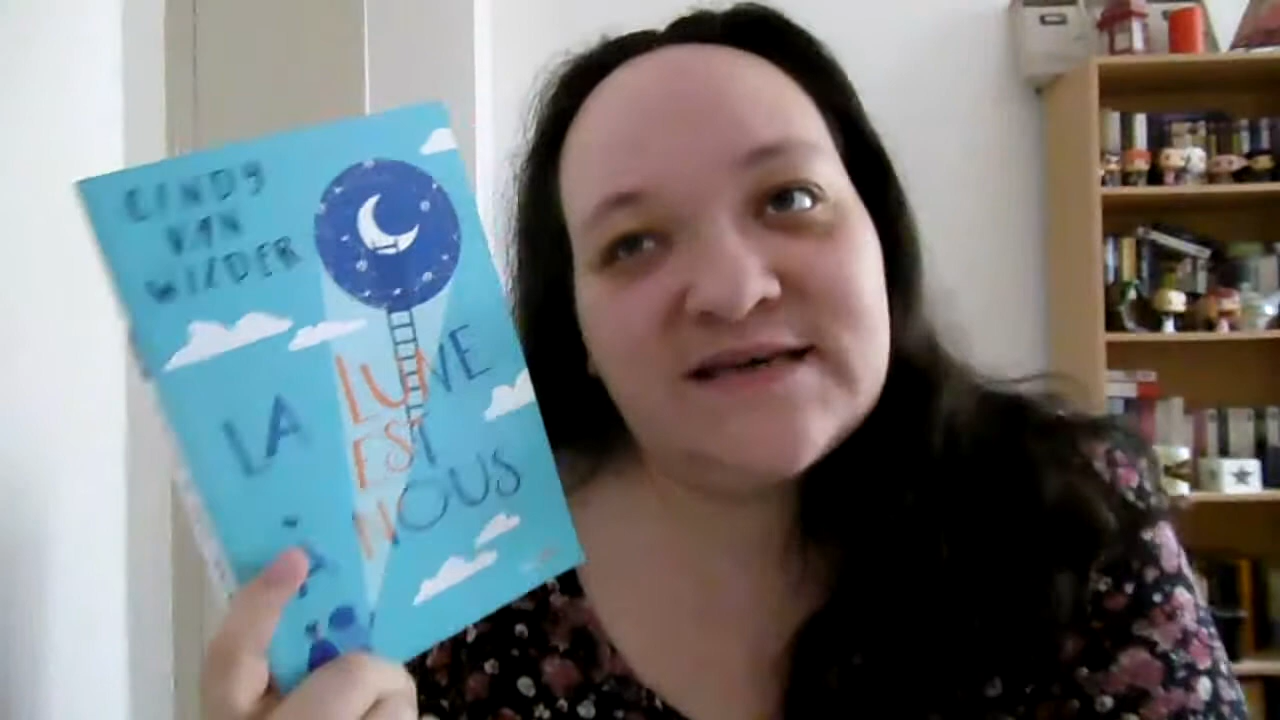 CINDY
VAN
WILDER
LA LUNE
EST
À NOUS